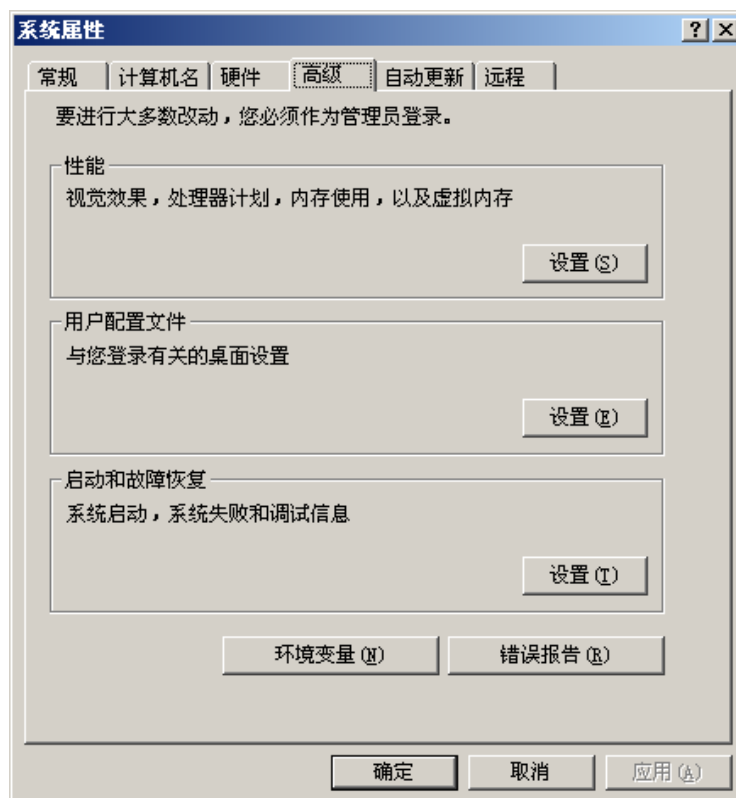 系统属性
常规 计算机名 硬件 高级 自动更新 远程
要进行大多数改动，您必须作为管理员登录。
性能
视觉效果，处理器计划，内存使用，以及虚拟内存
设置(S)
用户配置文件
与您登录有关的桌面设置
设置(E)
启动和故障恢复
系统启动，系统失败和调试信息
设置(T)
环境变量(N) 错误报告(R)
确定 取消 应用(A)